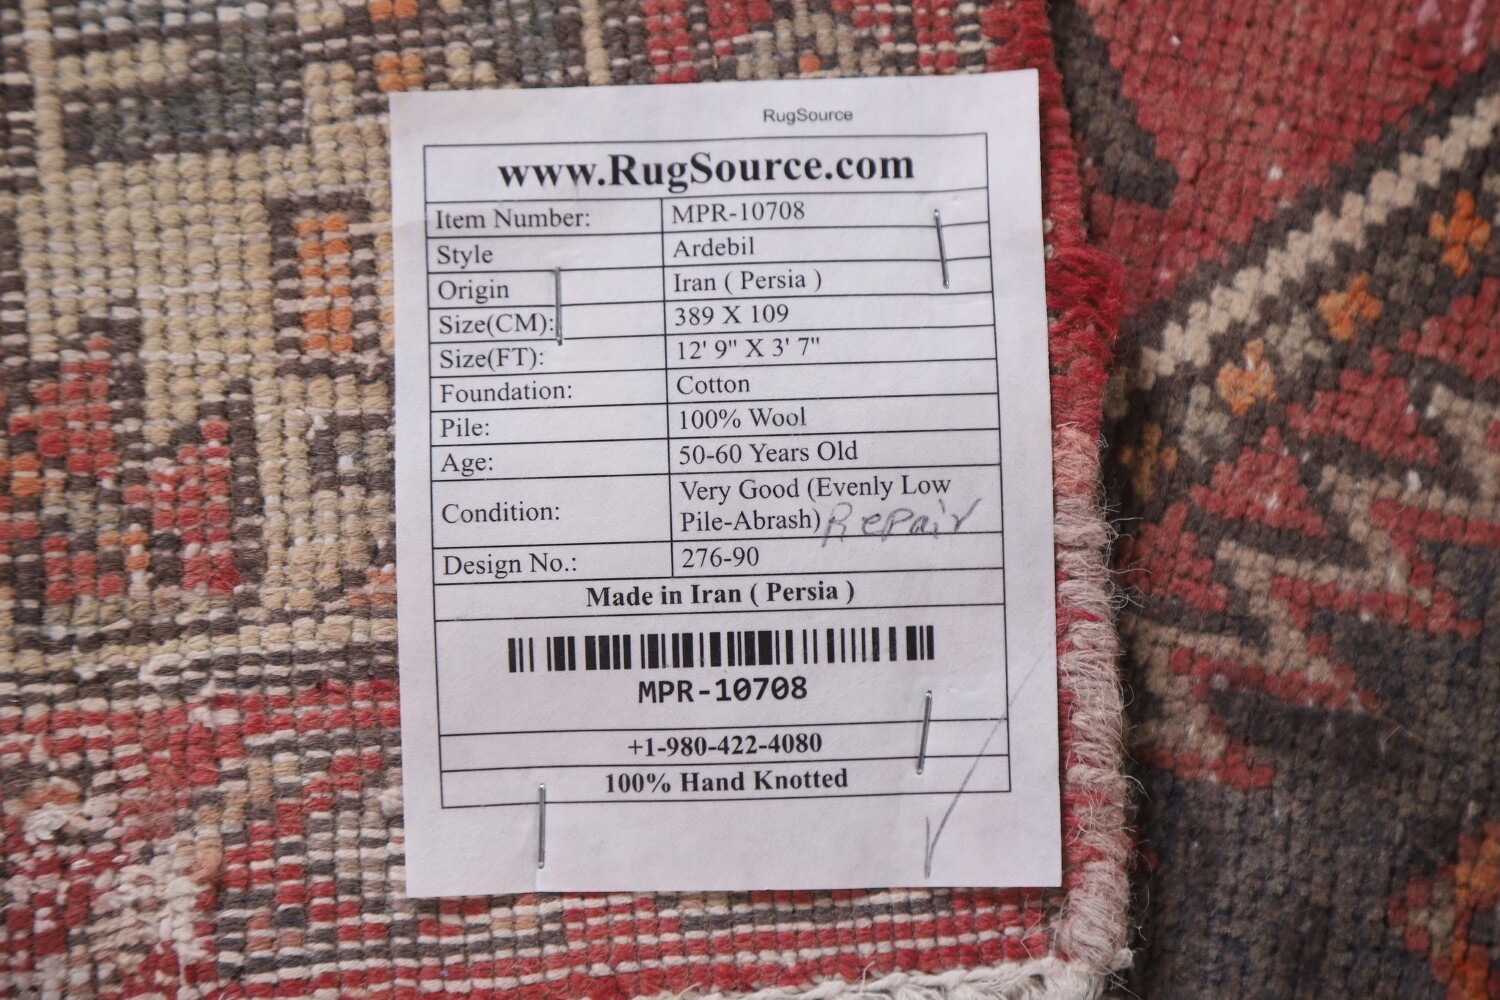 RugSource
www.RugSource.com
Item Number: MPR-10708
Style Ardebil
Origin Iran ( Persia )
Size(CM): 389 X 109
Size(FT): 12' 9" X 3' 7"
Foundation: Cotton
Pile: 100% Wool
Age: 50-60 Years Old
Condition: Very Good (Evenly Low
Pile-Abrash) Repair
Design No.: 276-90
Made in Iran ( Persia )
MPR-10708
+1-980-422-4080
100% Hand Knotted